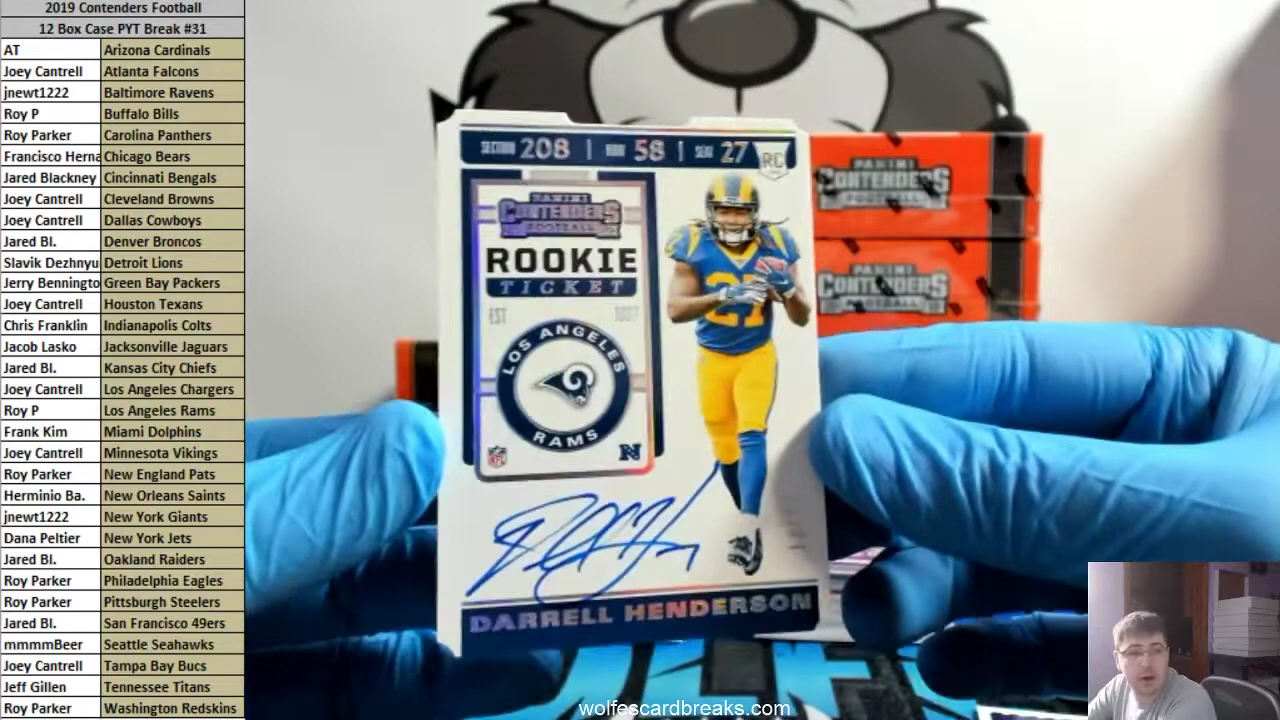 2019 Contenders Football
12 Box Case PYT Break #31
AT Arizona Cardinals
Joey Cantrell Atlanta Falcons
jnewt1222 Baltimore Ravens
Roy P Buffalo Bills
Roy Parker Carolina Panthers
Francisco Herna Chicago Bears
Jared Blackney Cincinnati Bengals
Joey Cantrell Cleveland Browns
Joey Cantrell Dallas Cowboys
Jared Bl. Denver Broncos
Slavik Dezhnyu Detroit Lions
Jerry Benningto Green Bay Packers
Joey Cantrell Houston Texans
Chris Franklin Indianapolis Colts
Jacob Lasko Jacksonville Jaguars
Jared Bl. Kansas City Chiefs
Joey Cantrell Los Angeles Chargers
Roy P Los Angeles Rams
Frank Kim Miami Dolphins
Joey Cantrell Minnesota Vikings
Roy Parker New England Pats
Herminio Ba. New Orleans Saints
jnewt1222 New York Giants
Dana Peltier New York Jets
Jared Bl. Oakland Raiders
Roy Parker Philadelphia Eagles
Roy Parker Pittsburgh Steelers
Jared Bl. San Francisco 49ers
mmmmBeer Seattle Seahawks
Joey Cantrell Tampa Bay Bucs
Jeff Gillen Tennessee Titans
Roy Parker Washington Redskins
SECTION 208 | ROW 58 | SEAT 27
RC
PANINI
CONTENDERS
FOOTBALL
ROOKIE
TICKET
EST
LOS ANGELES
RAMS
NFL N
27
DARRELL HENDERSON
PANINI
CONTENDERS
FOOTBALL
PANINI
CONTENDERS
FOOTBALL
wolfescardbreaks.com